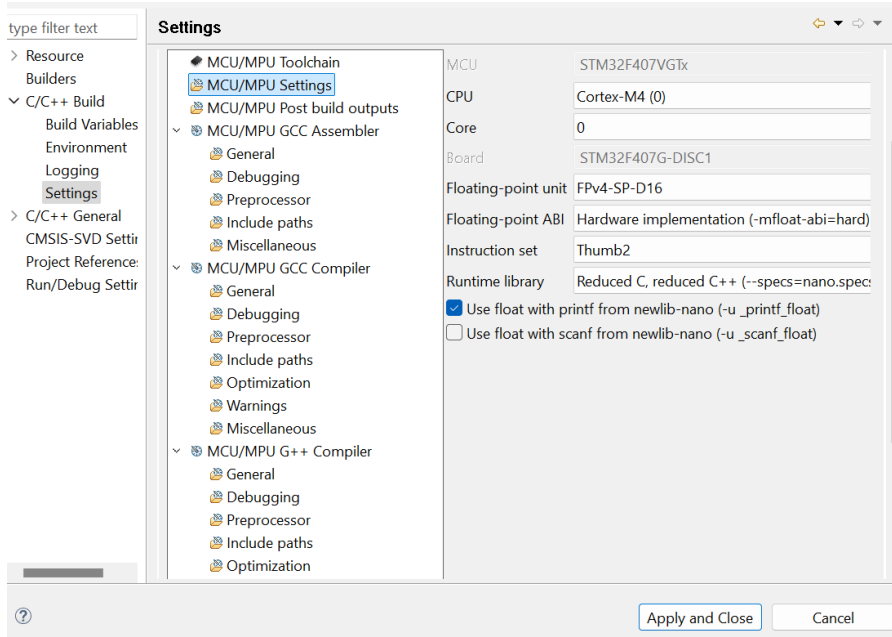 type filter text
Resource
Builders
C/C++ Build
Build Variables
Environment
Logging
Settings
C/C++ General
CMSIS-SVD Settin
Project References
Run/Debug Settin
Settings
MCU/MPU Toolchain
MCU/MPU Settings
MCU/MPU Post build outputs
MCU/MPU GCC Assembler
General
Debugging
Preprocessor
Include paths
Miscellaneous
MCU/MPU GCC Compiler
General
Debugging
Preprocessor
Include paths
Optimization
Warnings
Miscellaneous
MCU/MPU G++ Compiler
General
Debugging
Preprocessor
Include paths
Optimization
MCU STM32F407VGTx
CPU Cortex-M4 (0)
Core 0
Board STM32F407G-DISC1
Floating-point unit FPv4-SP-D16
Floating-point ABI Hardware implementation (-mfloat-abi=hard)
Instruction set Thumb2
Runtime library Reduced C, reduced C++ (--specs=nano.specs
Use float with printf from newlib-nano (-u _printf_float)
Use float with scanf from newlib-nano (-u _scanf_float)
?
Apply and Close
Cancel